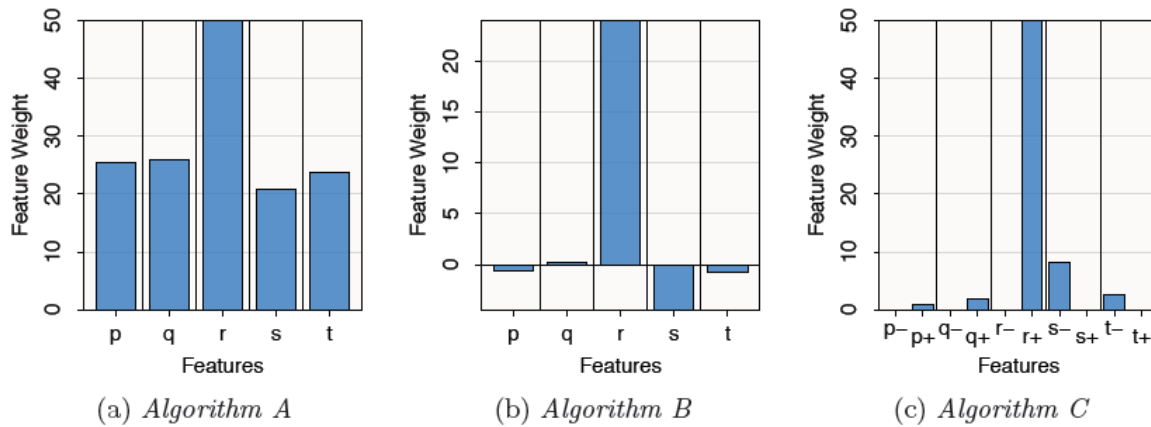 50
40
30
20
10
0
Feature Weight
p q r s t
Features
(a) Algorithm A
20
15
10
5
0
Feature Weight
p q r s t
Features
(b) Algorithm B
50
40
30
20
10
0
Feature Weight
p− p+ q− q+ r− r+ s− s+ t− t+
Features
(c) Algorithm C